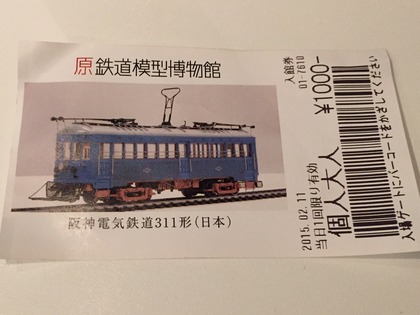 原鉄道模型博物館
阪神電気鉄道311形(日本)
入館券
01-7610
¥1000-
個人大人
当日1回限り有効
2015.02.11
入場ゲートにバーコードをかざしてください